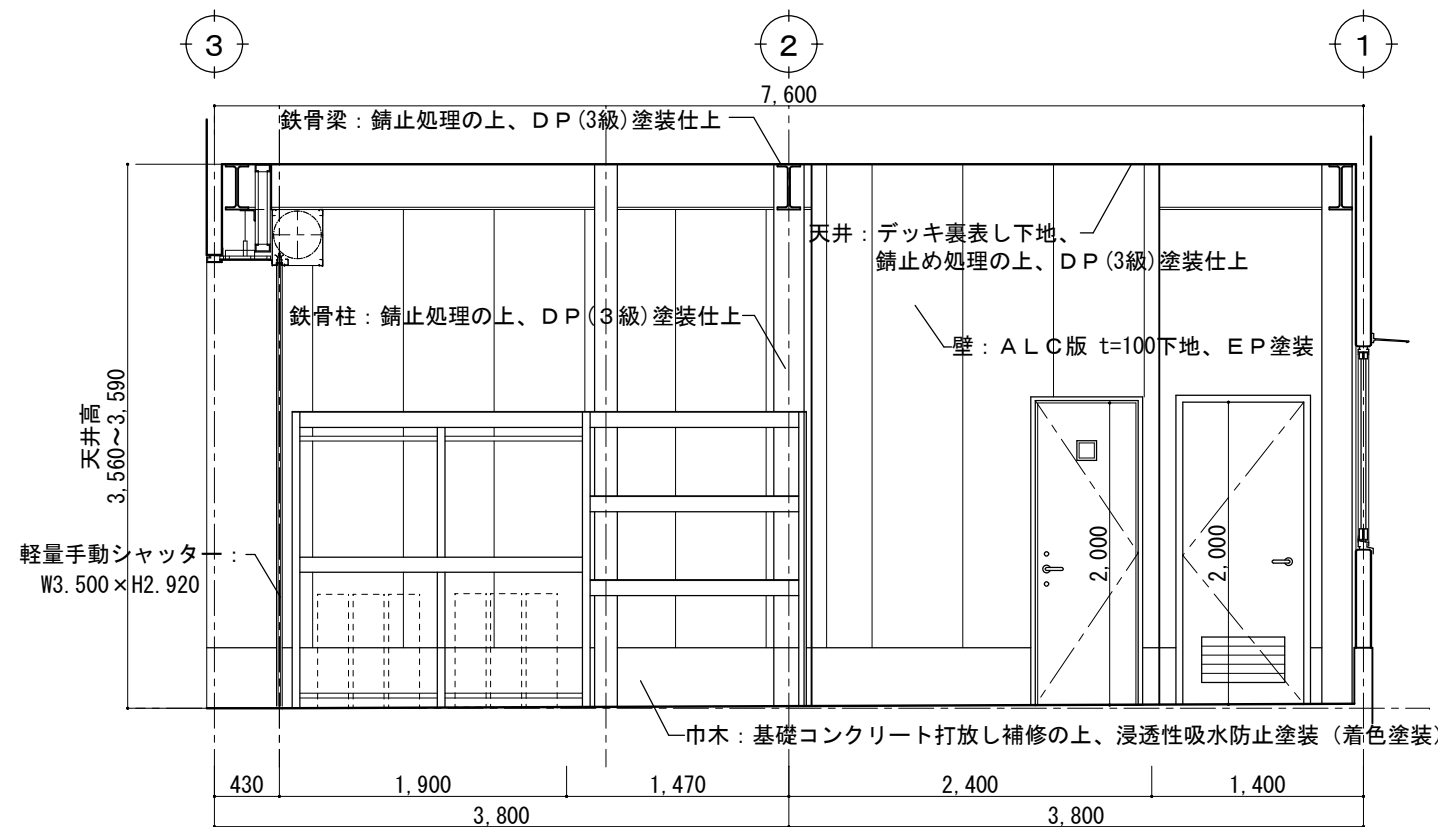 3
2
1
7,600
鉄骨梁：錆止処理の上、ＤＰ(3級)塗装仕上
天井：デッキ裏表し下地、
錆止め処理の上、ＤＰ(3級)塗装仕上
鉄骨柱：錆止処理の上、ＤＰ(３級)塗装仕上
壁：ＡＬＣ版 t=100下地、ＥＰ塗装
天井高
3,560～3,590
軽量手動シャッター：
W3.500×H2.920
2,000
2,000
巾木：基礎コンクリート打放し補修の上、浸透性吸水防止塗装（着色塗装）
430
1,900
1,470
2,400
1,400
3,800
3,800